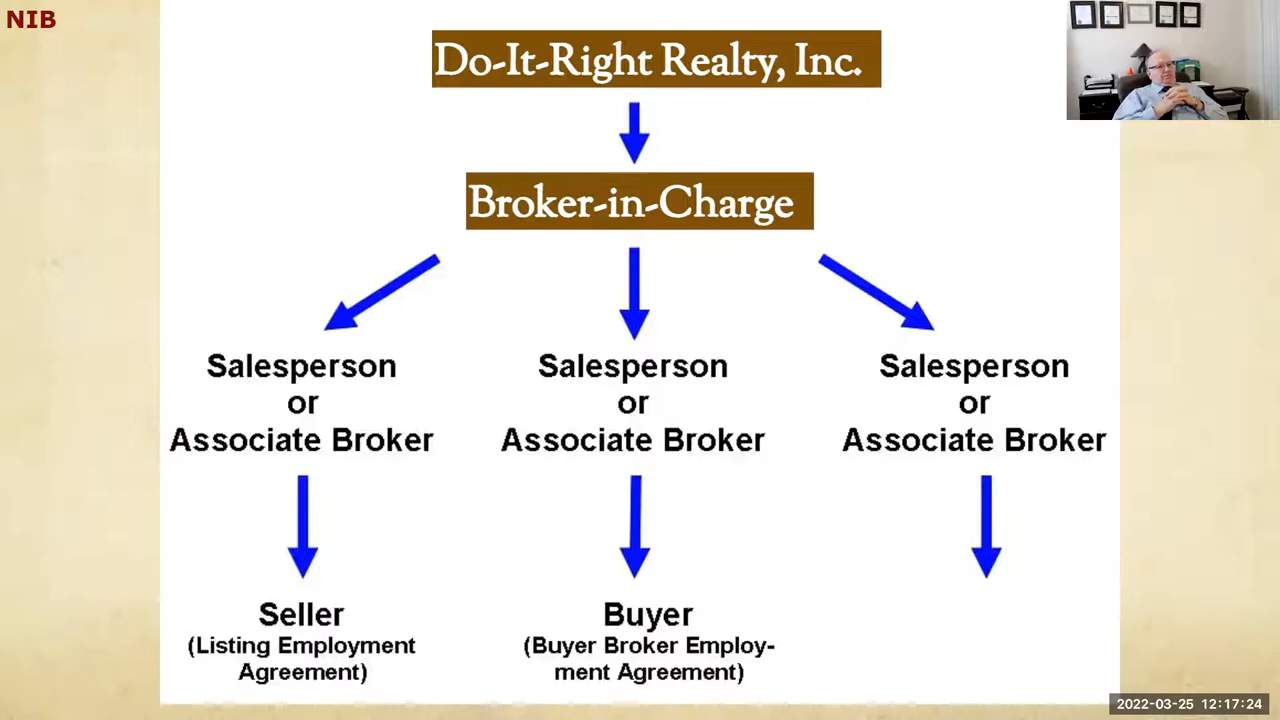 NIB
Do-It-Right Realty, Inc.
Broker-in-Charge
Salesperson
or
Associate Broker
Salesperson
or
Associate Broker
Salesperson
or
Associate Broker
Seller
(Listing Employment
Agreement)
Buyer
(Buyer Broker Employ-
ment Agreement)
2022-03-25 12:17:24